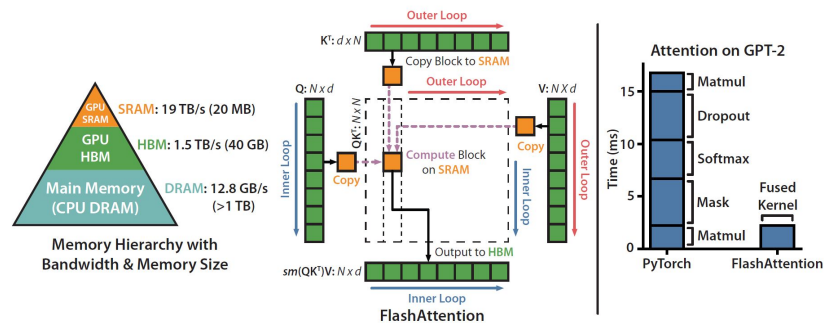 GPU
SRAM
GPU
HBM
Main Memory
(CPU DRAM)
SRAM: 19 TB/s (20 MB)
HBM: 1.5 TB/s (40 GB)
DRAM: 12.8 GB/s
(>1 TB)
Memory Hierarchy with
Bandwidth & Memory Size
Outer Loop
Kᵀ: d x N
Copy Block to SRAM
Q: N x d
Outer Loop
V: N X d
QKᵀ: N x N
Copy
Inner Loop
Copy
Compute Block
on SRAM
Inner Loop
Outer Loop
Output to HBM
sm(QKᵀ)V: N x d
Inner Loop
FlashAttention
Attention on GPT-2
Time (ms)
15
10
5
0
Matmul
Dropout
Softmax
Mask
Matmul
Fused
Kernel
PyTorch
FlashAttention